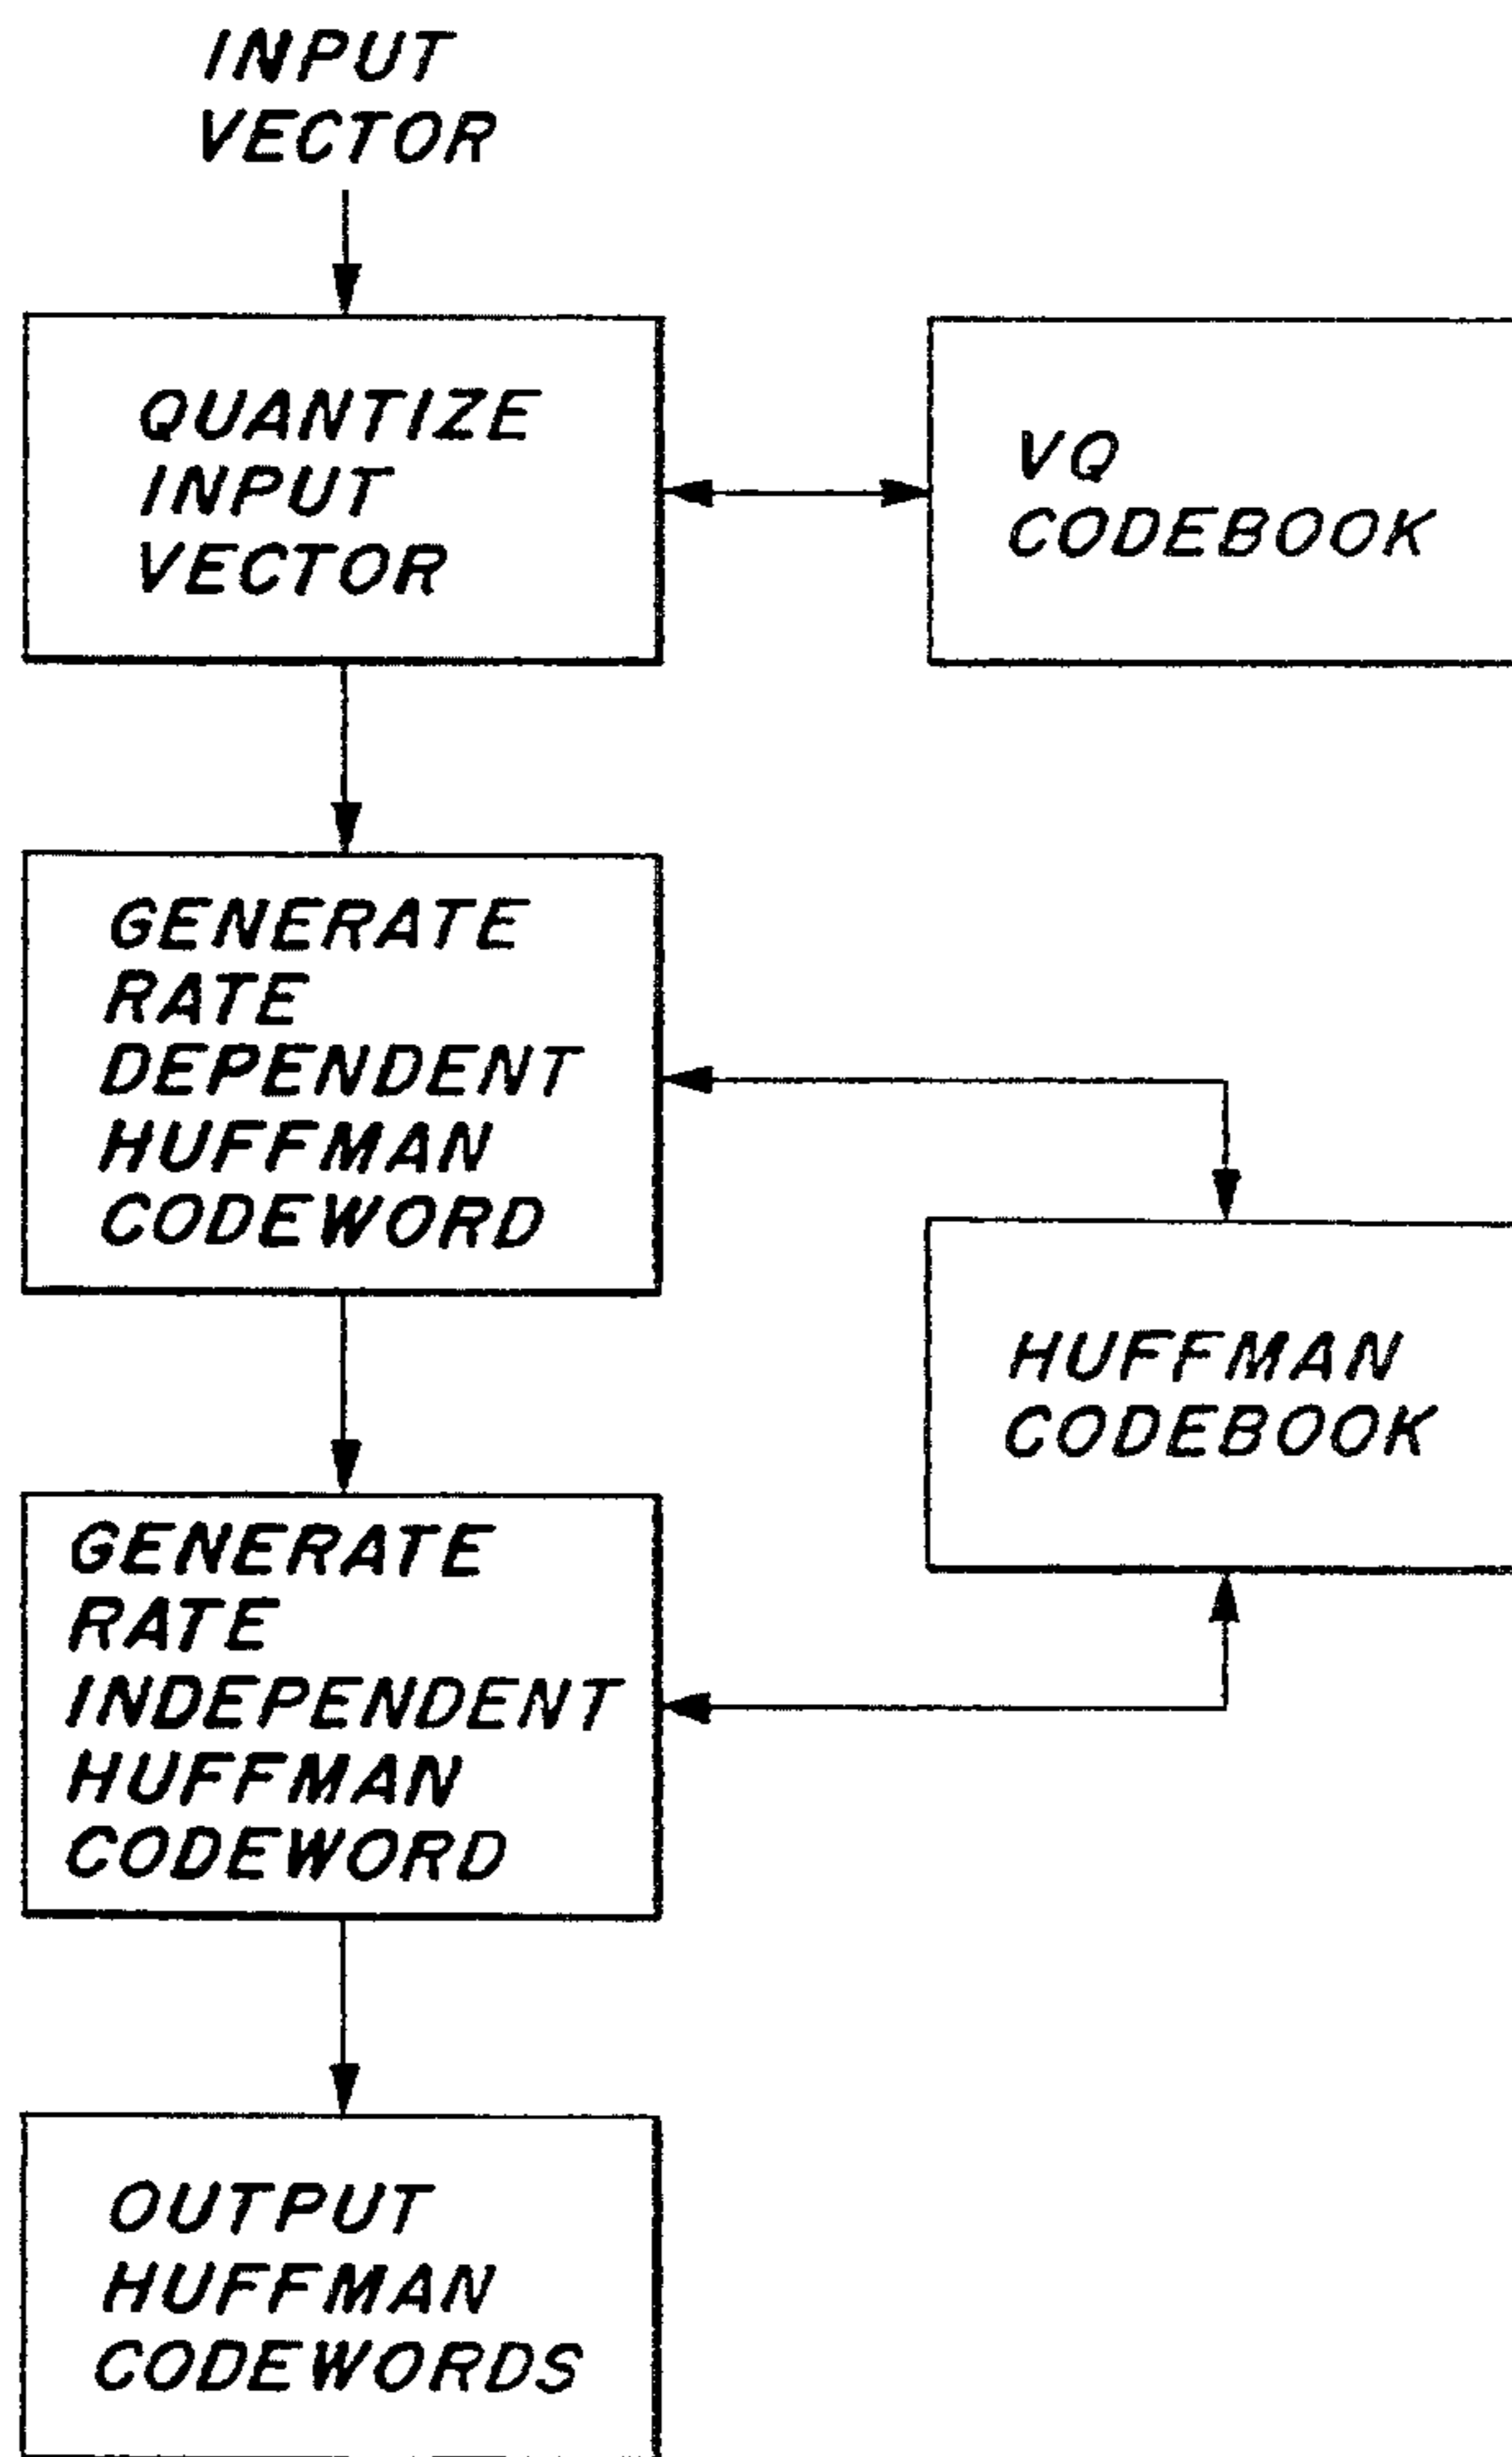 INPUT
VECTOR
QUANTIZE
INPUT
VECTOR
VQ
CODEBOOK
GENERATE
RATE
DEPENDENT
HUFFMAN
CODEWORD
HUFFMAN
CODEBOOK
GENERATE
RATE
INDEPENDENT
HUFFMAN
CODEWORD
OUTPUT
HUFFMAN
CODEWORDS